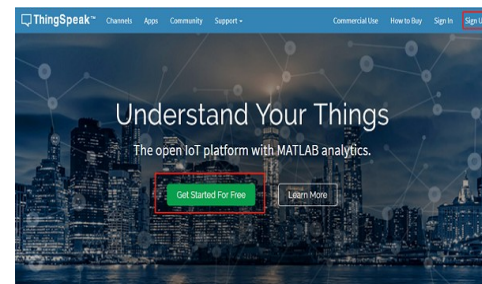 ThingSpeak™ Channels Apps Community Support Commercial Use How to Buy Sign In Sign U
Understand Your Things
The open IoT platform with MATLAB analytics.
Get Started For Free Learn More